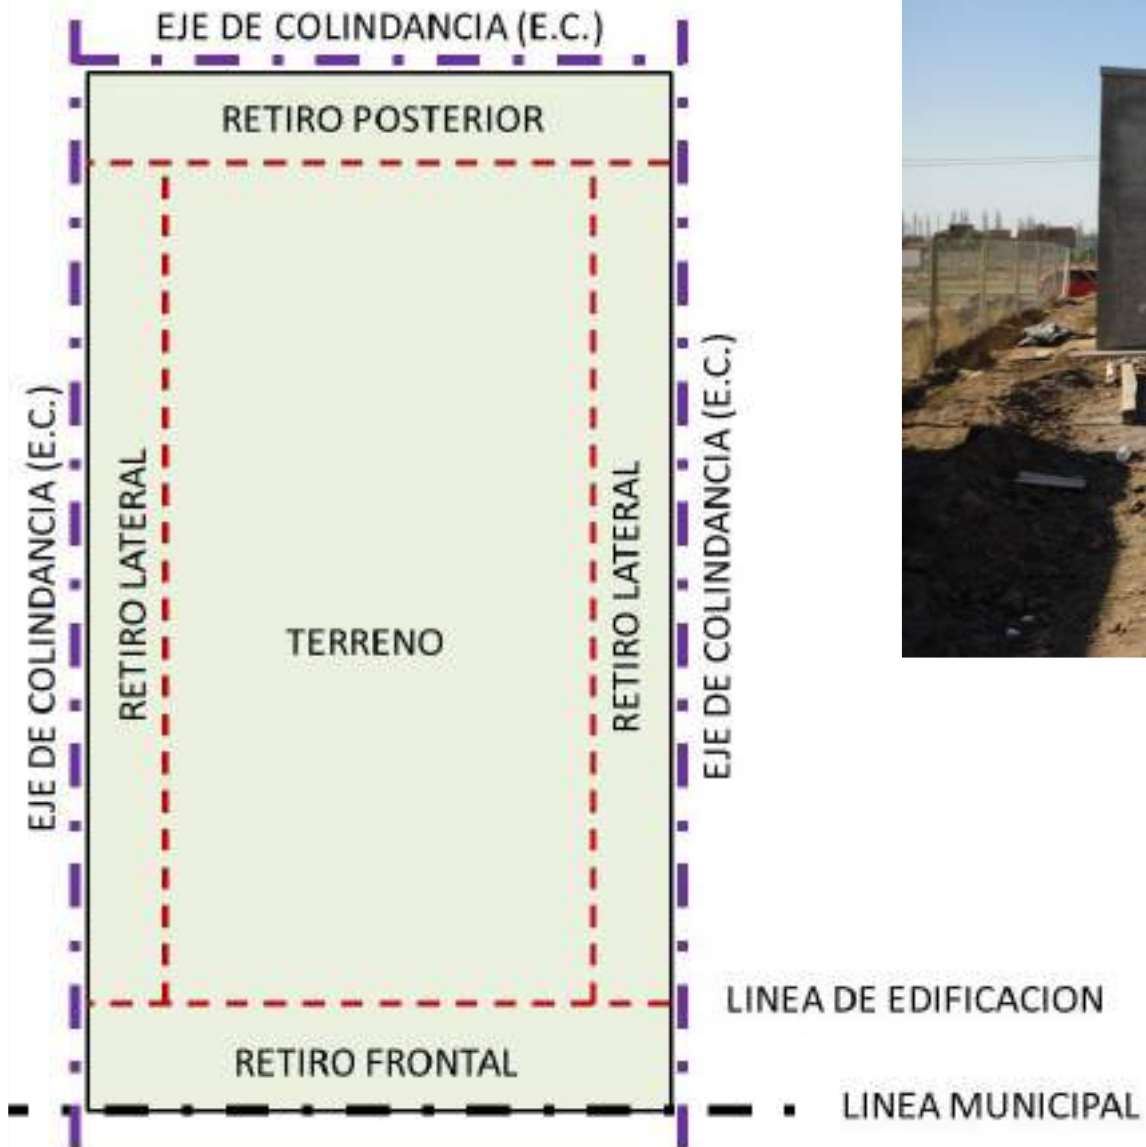 EJE DE COLINDANCIA (E.C.)
RETIRO POSTERIOR
EJE DE COLINDANCIA (E.C.)
RETIRO LATERAL
TERRENO
RETIRO LATERAL
EJE DE COLINDANCIA (E.C.)
LINEA DE EDIFICACION
RETIRO FRONTAL
LINEA MUNICIPAL